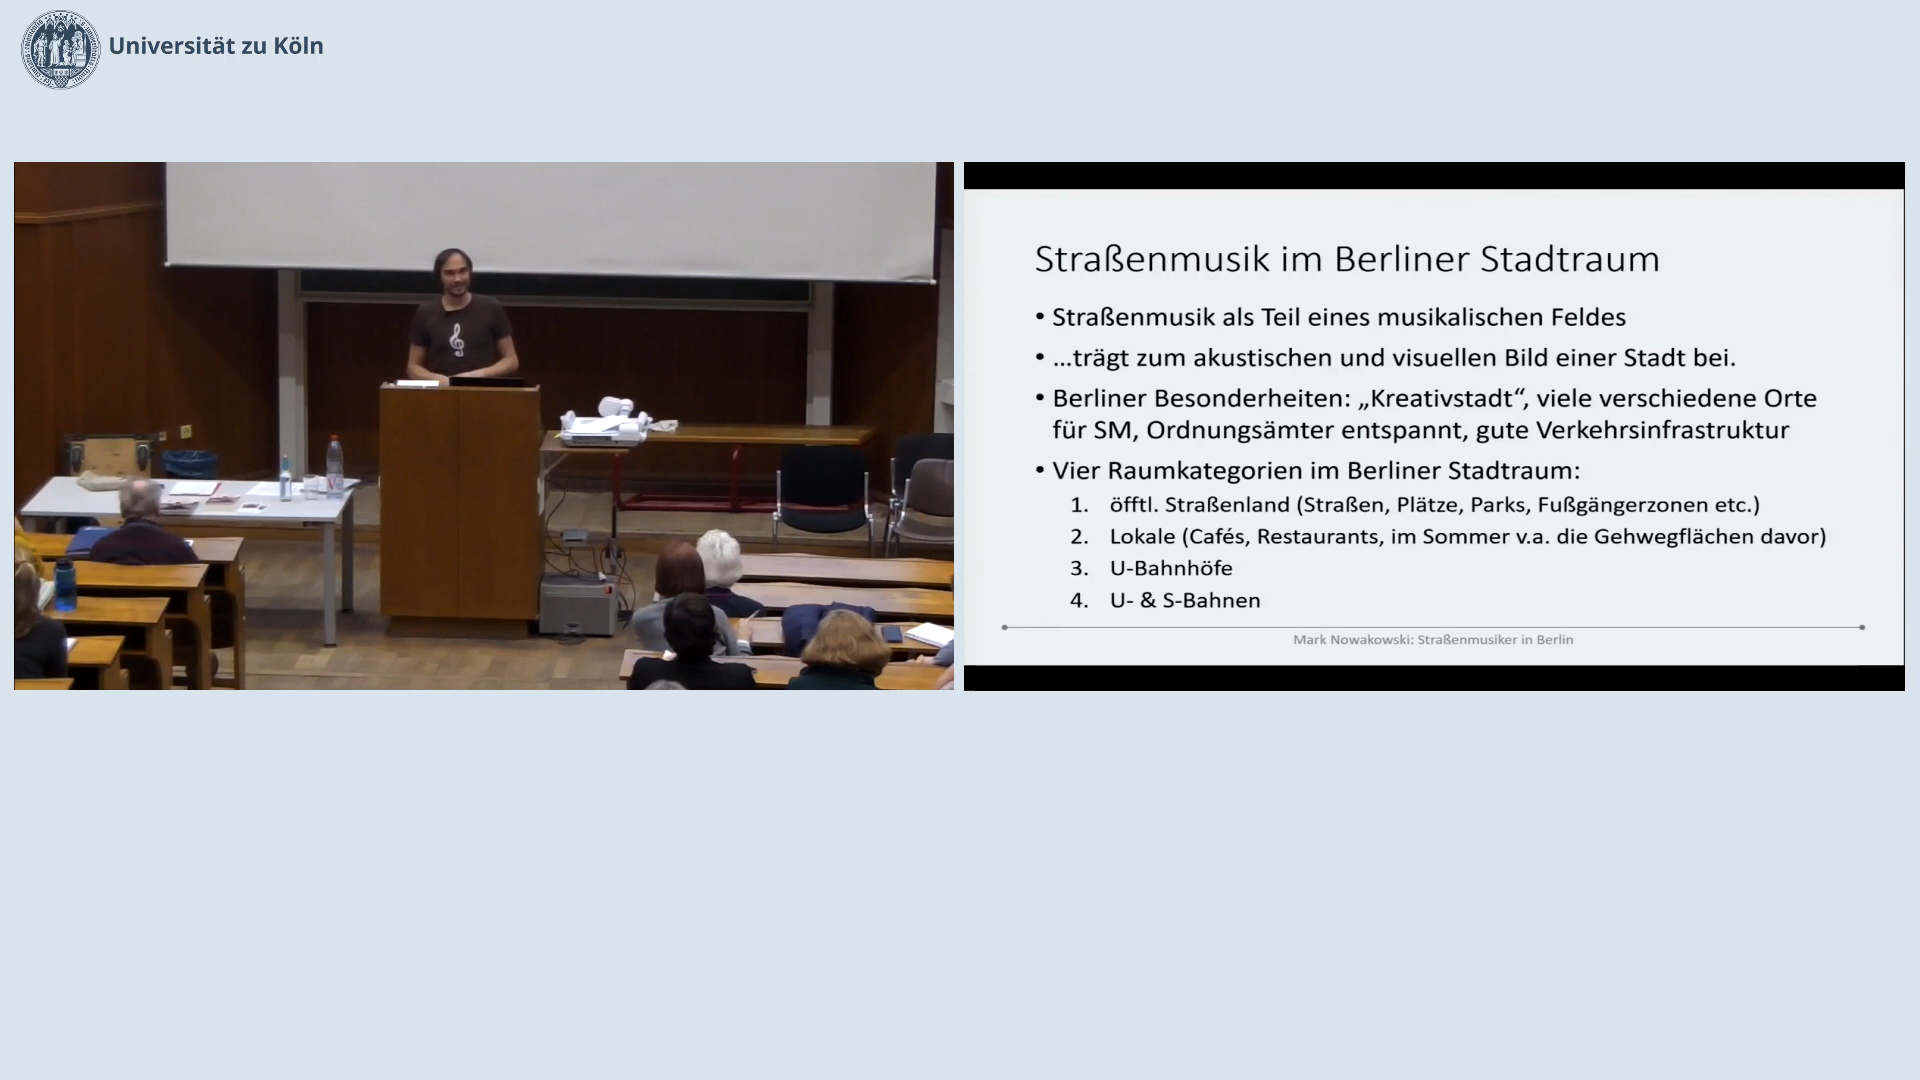 Universität zu Köln
Straßenmusik im Berliner Stadtraum
• Straßenmusik als Teil eines musikalischen Feldes
• …trägt zum akustischen und visuellen Bild einer Stadt bei.
• Berliner Besonderheiten: „Kreativstadt“, viele verschiedene Orte
für SM, Ordnungsämter entspannt, gute Verkehrsinfrastruktur
• Vier Raumkategorien im Berliner Stadtraum:
1. öfftl. Straßenland (Straßen, Plätze, Parks, Fußgängerzonen etc.)
2. Lokale (Cafés, Restaurants, im Sommer v.a. die Gehwegflächen davor)
3. U-Bahnhöfe
4. U- & S-Bahnen
Mark Nowakowski: Straßenmusiker in Berlin